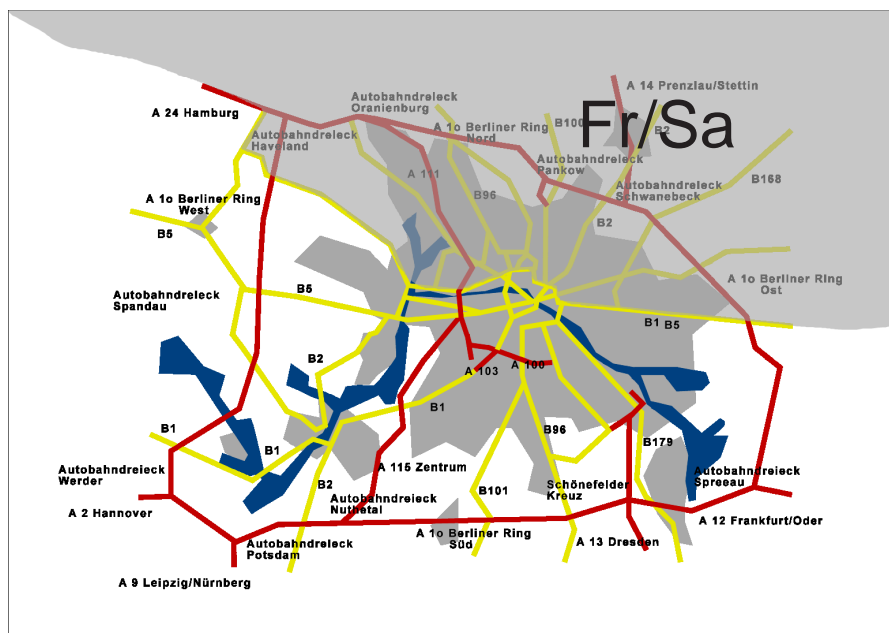 A 14 Prenzlau/Stettin
Autobahndreieck
Oranienburg
A 24 Hamburg
Fr/Sa
B100
B2
A 1o Berliner Ring
Nord
Autobahndreieck
Haveland
Autobahndreieck
Pankow
A 111
B168
Autobahndreieck
Schwanebeck
A 1o Berliner Ring
West
B96
B5
B2
A 1o Berliner Ring
Ost
Autobahndreieck
Spandau
B5
B1
B5
B2
A 103
A 100
B1
B1
B96
B1
B179
Autobahndreieck
Werder
A 115 Zentrum
Autobahndreieck
Spreeau
B2
B101
Schönefelder
Kreuz
Autobahndreieck
Nuthetal
A 2 Hannover
A 12 Frankfurt/Oder
A 1o Berliner Ring
Süd
Autobahndreieck
Potsdam
A 13 Dresden
A 9 Leipzig/Nürnberg